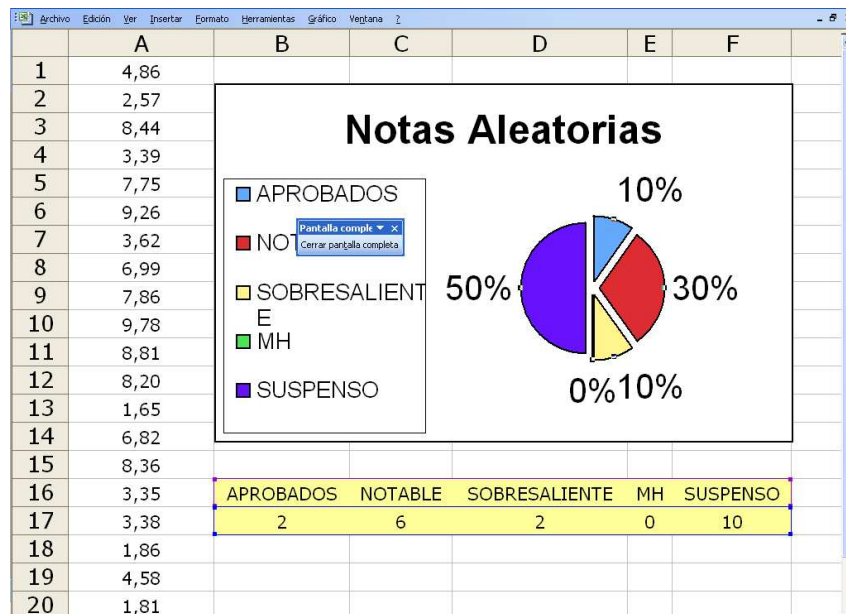 Archivo Edición Ver Insertar Formato Herramientas Gráfico Ventana ?
A B C D E F
1 4,86
2 2,57
3 8,44
Notas Aleatorias
4 3,39
5 7,75
APROBADOS
10%
6 9,26
7 3,62
NOT
Pantalla comple
Cerrar pantalla completa
8 6,99
9 7,86
SOBRESALIENT
E
50%
30%
10 9,78
11 8,81
MH
12 8,20
SUSPENSO
0%
10%
13 1,65
14 6,82
15 8,36
16 3,35 APROBADOS NOTABLE SOBRESALIENTE MH SUSPENSO
17 3,38 2 6 2 0 10
18 1,86
19 4,58
20 1,81